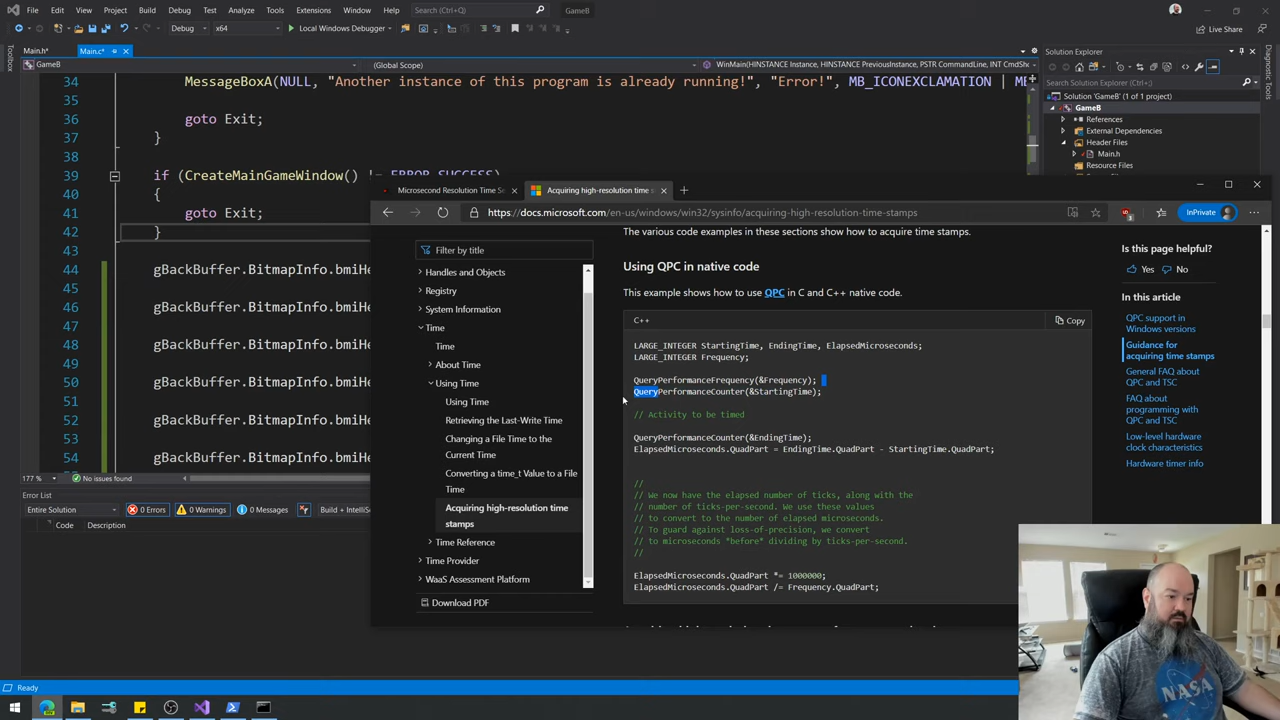 File Edit View Git Project Build Debug Test Analyze Tools Extensions Window Help Search (Ctrl+Q) GameB
Debug x64 Local Windows Debugger Live Share
Main.h* Main.c*
GameB (Global Scope) WinMain(HINSTANCE Instance, HINSTANCE PreviousInstance, PSTR CommandLine, INT CmdSho
Toolbox
34 MessageBoxA(NULL, "Another instance of this program is already running!", "Error!", MB_ICONEXCLAMATION |
35
36 goto Exit;
37 }
38
39 if (CreateMainGameWindow() != ERROR_SUCCESS)
40 {
41 goto Exit;
42 }
43
44 gBackBuffer.BitmapInfo.bmiHe
45
46 gBackBuffer.BitmapInfo.bmiHe
47
48 gBackBuffer.BitmapInfo.bmiHe
49
50 gBackBuffer.BitmapInfo.bmiHe
51
52 gBackBuffer.BitmapInfo.bmiHe
53
54 gBackBuffer.BitmapInfo.bmiHe
177 % No issues found
Error List
Entire Solution 0 Errors 0 Warnings 0 Messages Build + IntelliS
Code Description
Ready
Solution Explorer
Search Solution Explorer (Ctrl+;)
Solution 'GameB' (1 of 1 project)
GameB
References
External Dependencies
Header Files
Main.h
Resource Files
Diagnostic Tools
Microsecond Resolution Time Se Acquiring high-resolution time s
https://docs.microsoft.com/en-us/windows/win32/sysinfo/acquiring-high-resolution-time-stamps
InPrivate
Filter by title
Handles and Objects
Registry
System Information
Time
Time
About Time
Using Time
Using Time
Retrieving the Last-Write Time
Changing a File Time to the
Current Time
Converting a time_t Value to a File
Time
Acquiring high-resolution time
stamps
Time Reference
Time Provider
WaaS Assessment Platform
Download PDF
The various code examples in these sections show how to acquire time stamps.
Using QPC in native code
This example shows how to use QPC in C and C++ native code.
C++ Copy
LARGE_INTEGER StartingTime, EndingTime, ElapsedMicroseconds;
LARGE_INTEGER Frequency;
QueryPerformanceFrequency(&Frequency);
QueryPerformanceCounter(&StartingTime);
// Activity to be timed
QueryPerformanceCounter(&EndingTime);
ElapsedMicroseconds.QuadPart = EndingTime.QuadPart - StartingTime.QuadPart;
//
// We now have the elapsed number of ticks, along with the
// number of ticks-per-second. We use these values
// to convert to the number of elapsed microseconds.
// To guard against loss-of-precision, we convert
// to microseconds *before* dividing by ticks-per-second.
//
ElapsedMicroseconds.QuadPart *= 1000000;
ElapsedMicroseconds.QuadPart /= Frequency.QuadPart;
Is this page helpful?
Yes No
In this article
QPC support in
Windows versions
Guidance for
acquiring time stamps
General FAQ about
QPC and TSC
FAQ about
programming with
QPC and TSC
Low-level hardware
clock characteristics
Hardware timer info
NASA